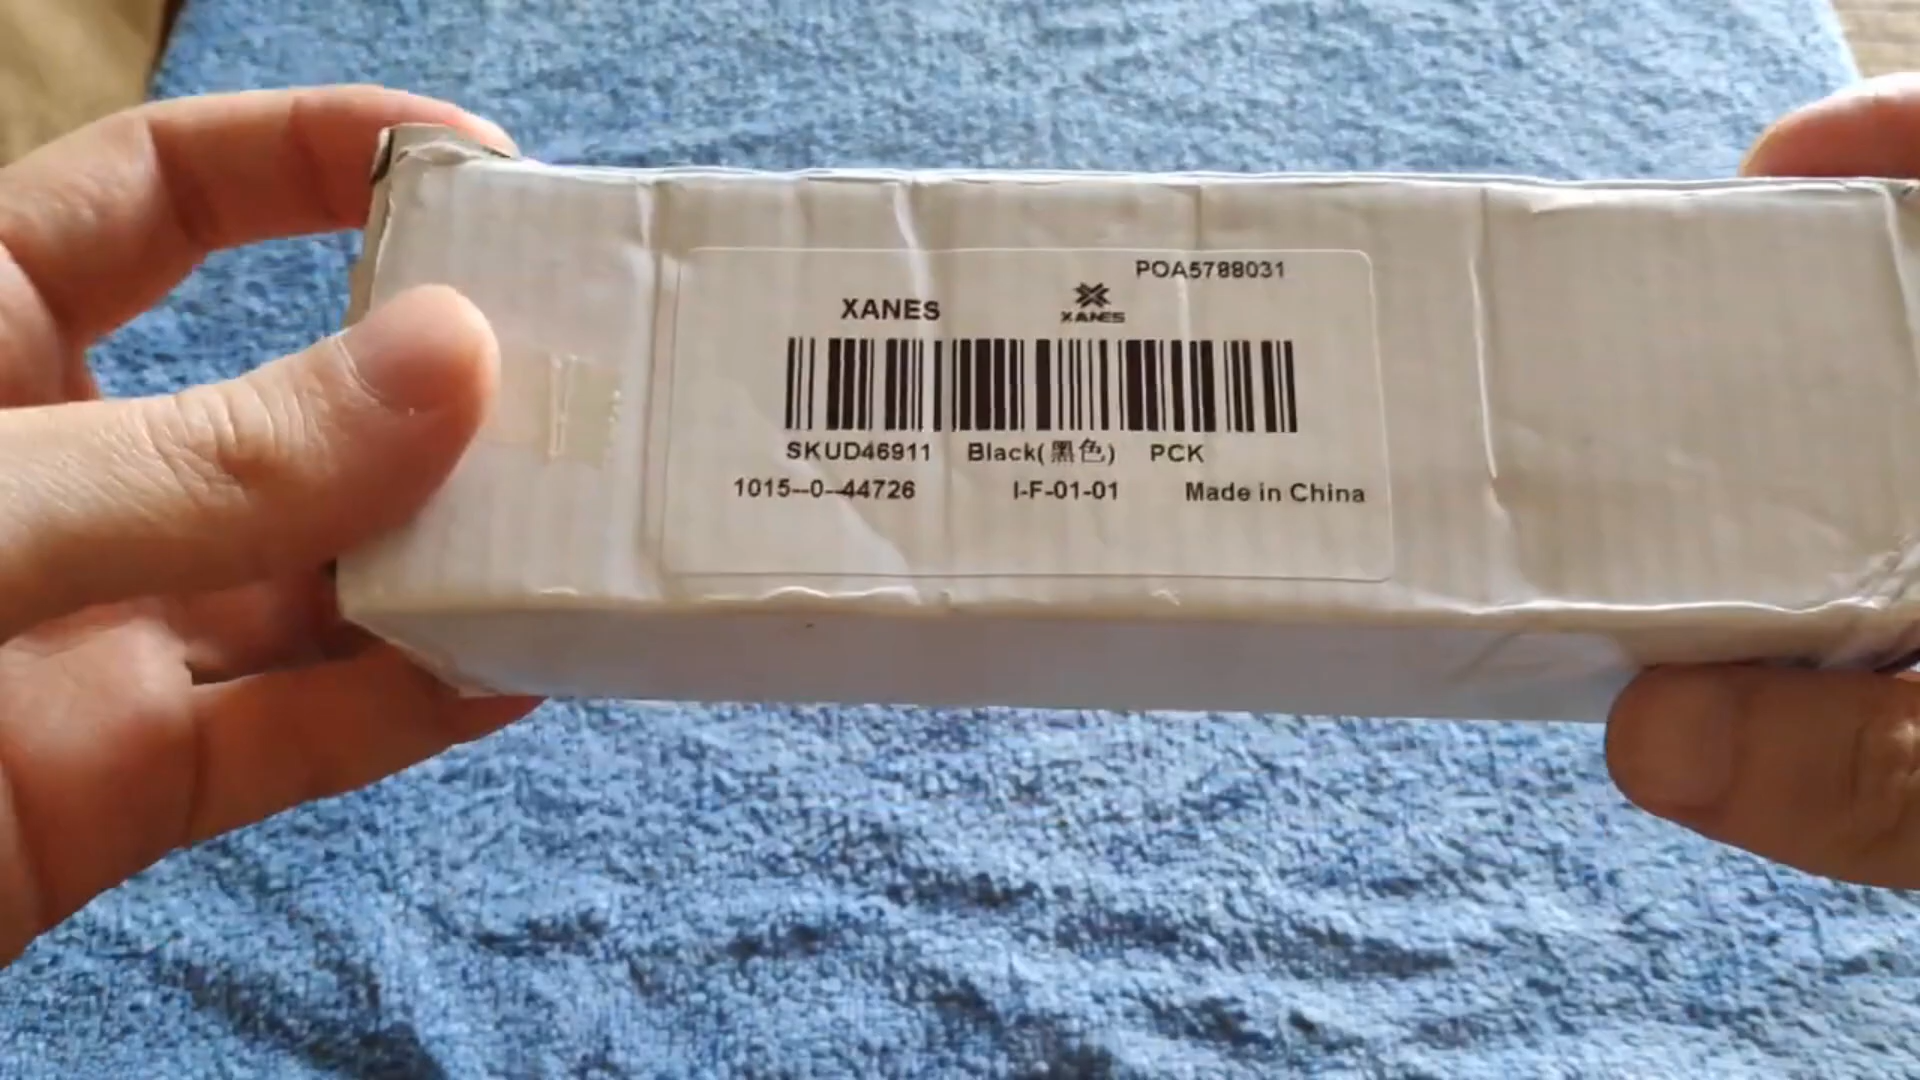 POA5788031
XANES
XANES
SKUD46911 Black(黑色) PCK
1015--0--44726 I-F-01-01 Made in China